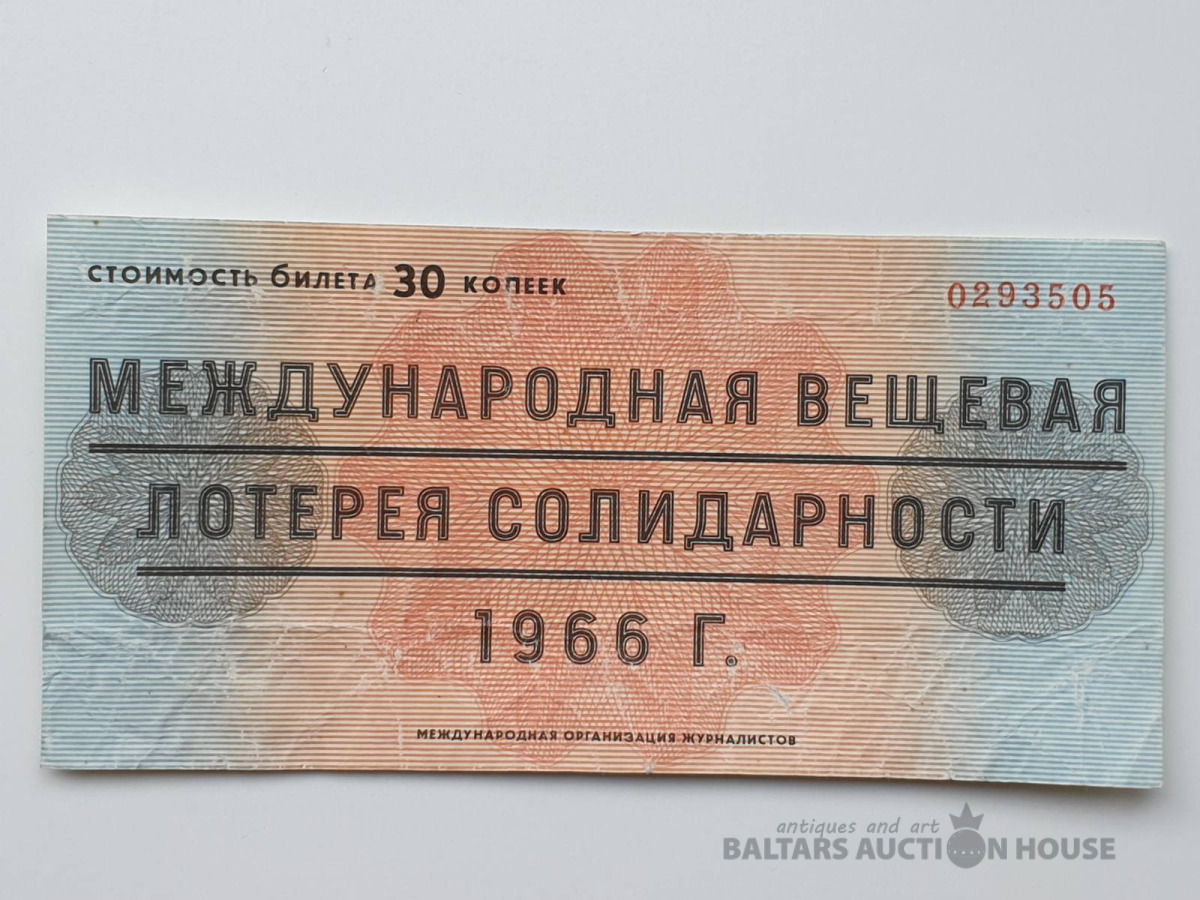 СТОИМОСТЬ БИЛЕТА 30 КОПЕЕК
0293505
МЕЖДУНАРОДНАЯ ВЕЩЕВАЯ
ЛОТЕРЕЯ СОЛИДАРНОСТИ
1966 Г.
МЕЖДУНАРОДНАЯ ОРГАНИЗАЦИЯ ЖУРНАЛИСТОВ
antiques and art
BALTARS AUCTION HOUSE